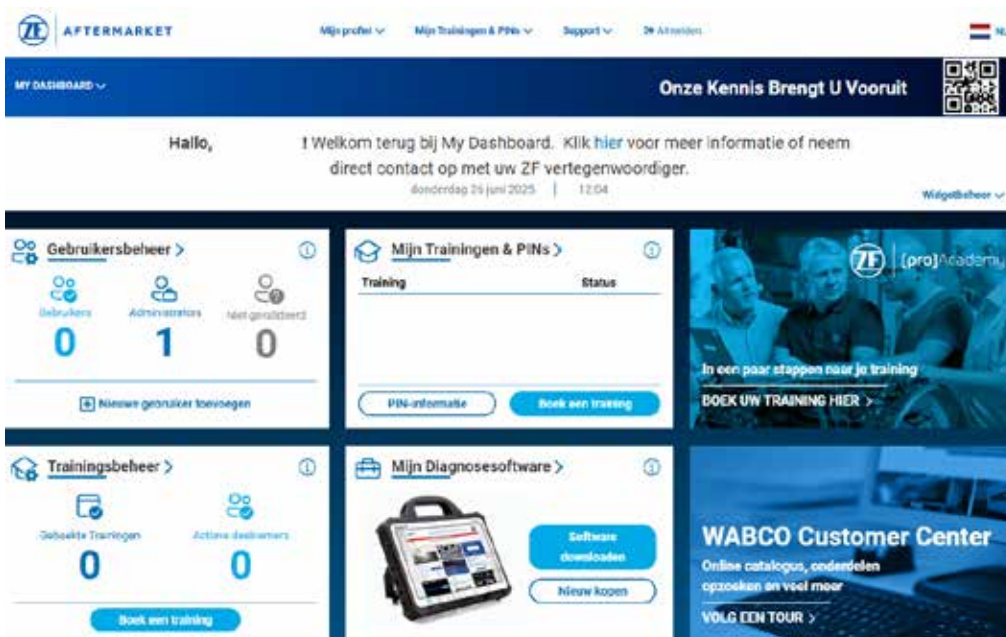 ZF AFTERMARKET
Mijn profiel
Mijn Trainingen & PINs
Support
Afmelden
MY DASHBOARD
Onze Kennis Brengt U Vooruit
Hallo, ! Welkom terug bij My Dashboard. Klik hier voor meer informatie of neem
direct contact op met uw ZF vertegenwoordiger.
donderdag 26 juni 2025 | 12:04
Widgetbeheer
Gebruikersbeheer >
Gebruikers
0
Administrators
1
Niet gevalideerd
0
Nieuwe gebruiker toevoegen
Mijn Trainingen & PINs >
Training Status
PIN-informatie
Boek een training
ZF [pro]Academy
In een paar stappen naar je training
BOEK UW TRAINING HIER >
Trainingsbeheer >
Geboekte Trainingen
0
Actieve deelnemers
0
Boek een training
Mijn Diagnosesoftware >
Software
downloaden
Nieuw kopen
WABCO Customer Center
Online catalogus, onderdelen
opzoeken en veel meer
VOLG EEN TOUR >